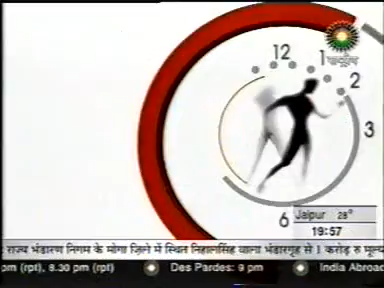 12
1
राष्ट्रीय
2
3
6
Jaipur 28°
19:57
राज्य भंडारण निगम के मोगा ज़िले में स्थित निहालसिंह वाला भंडारगृह से 1 करोड़ रु मूल्
pm (rpt), 8.30 pm (rpt) Des Pardes: 9 pm India Abroad